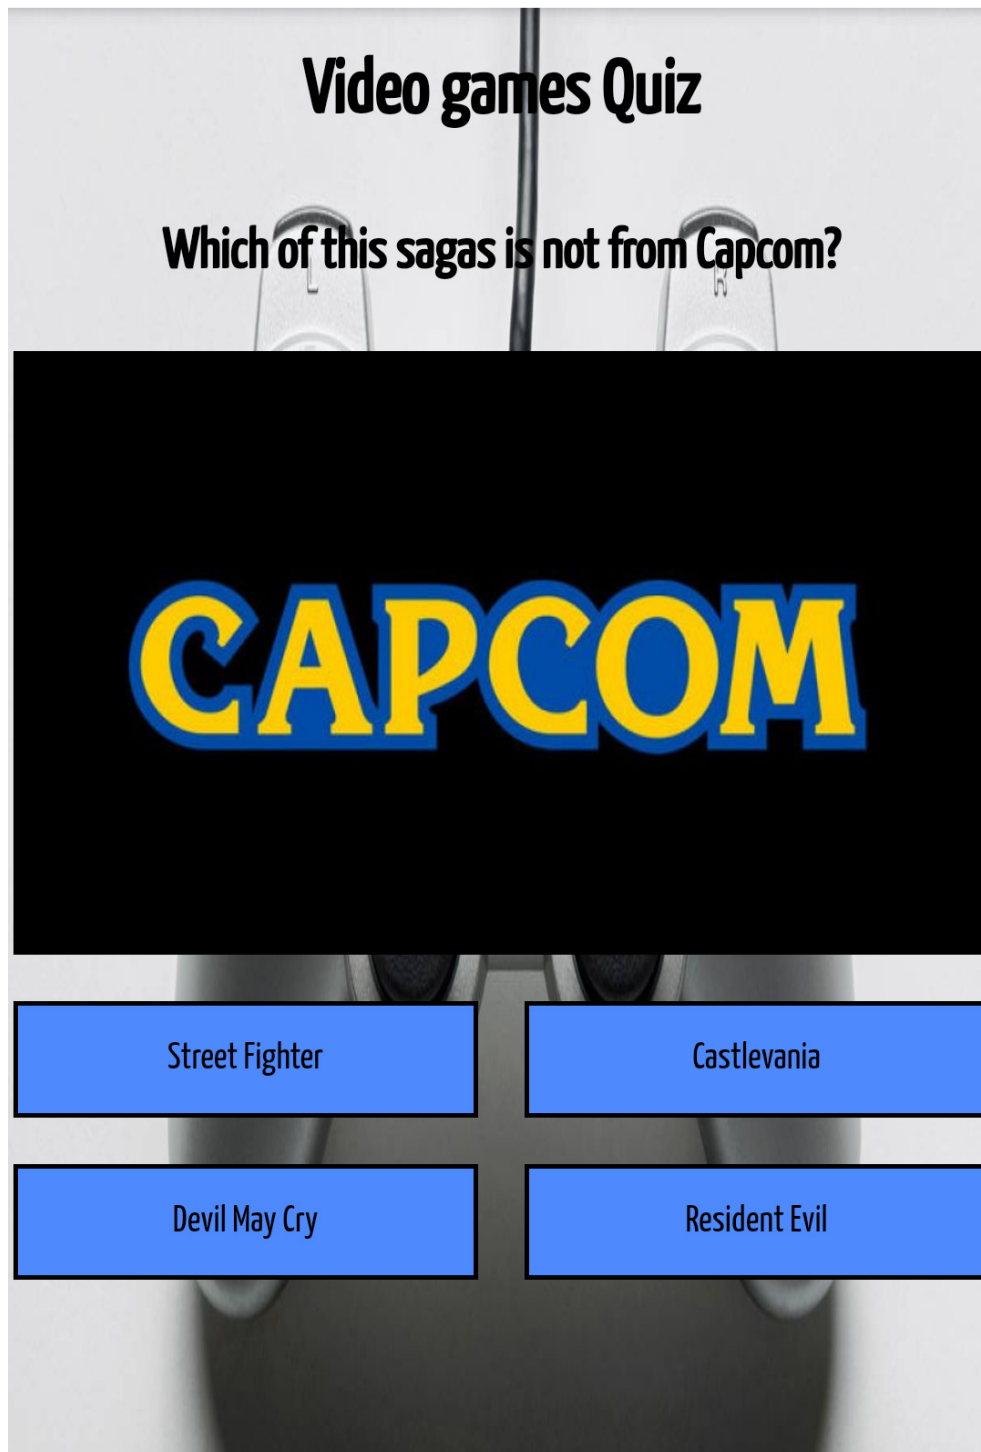 Video games Quiz
Which of this sagas is not from Capcom?
L
R
CAPCOM
Street Fighter
Castlevania
Devil May Cry
Resident Evil